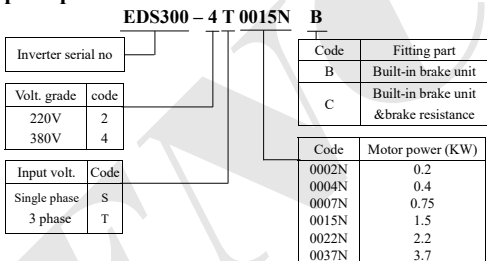 EDS300 – 4 T 0015N B
Inverter serial no
Volt. grade code
220V 2
380V 4
Input volt. Code
Single phase S
3 phase T
Code Fitting part
B Built-in brake unit
C Built-in brake unit
&brake resistance
Code Motor power (KW)
0002N 0.2
0004N 0.4
0007N 0.75
0015N 1.5
0022N 2.2
0037N 3.7